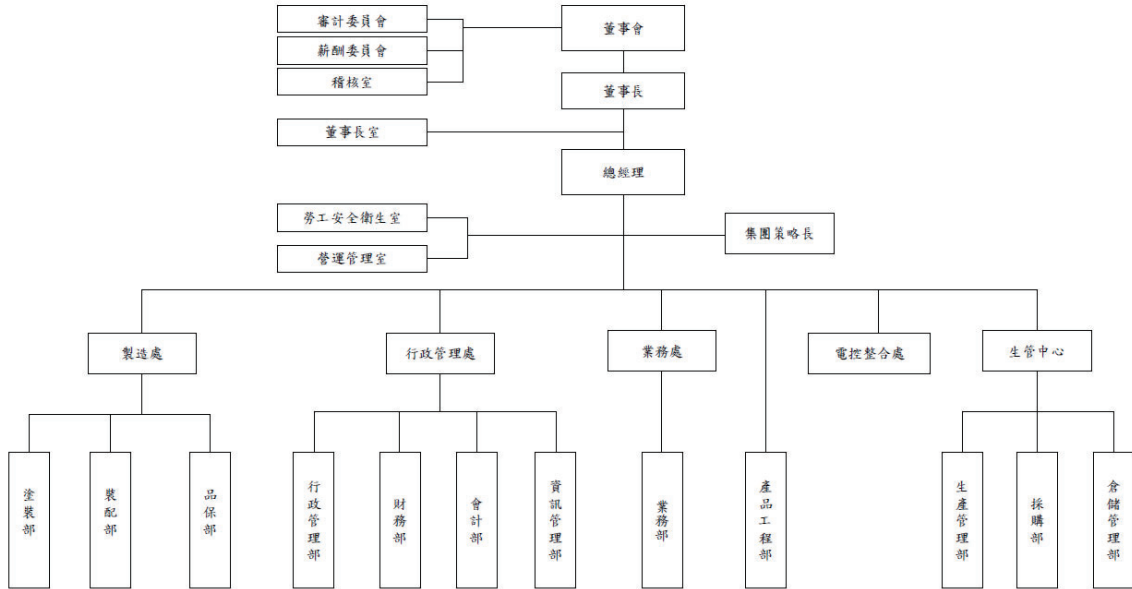 審計委員會
董事會
薪酬委員會
稽核室
董事長
董事長室
總經理
勞工安全衛生室
集團策略長
營運管理室
製造處
行政管理處
業務處
電控整合處
生管中心
塗裝部
裝配部
品保部
行政管理部
財務部
會計部
資訊管理部
業務部
產品工程部
生產管理部
採購部
倉儲管理部